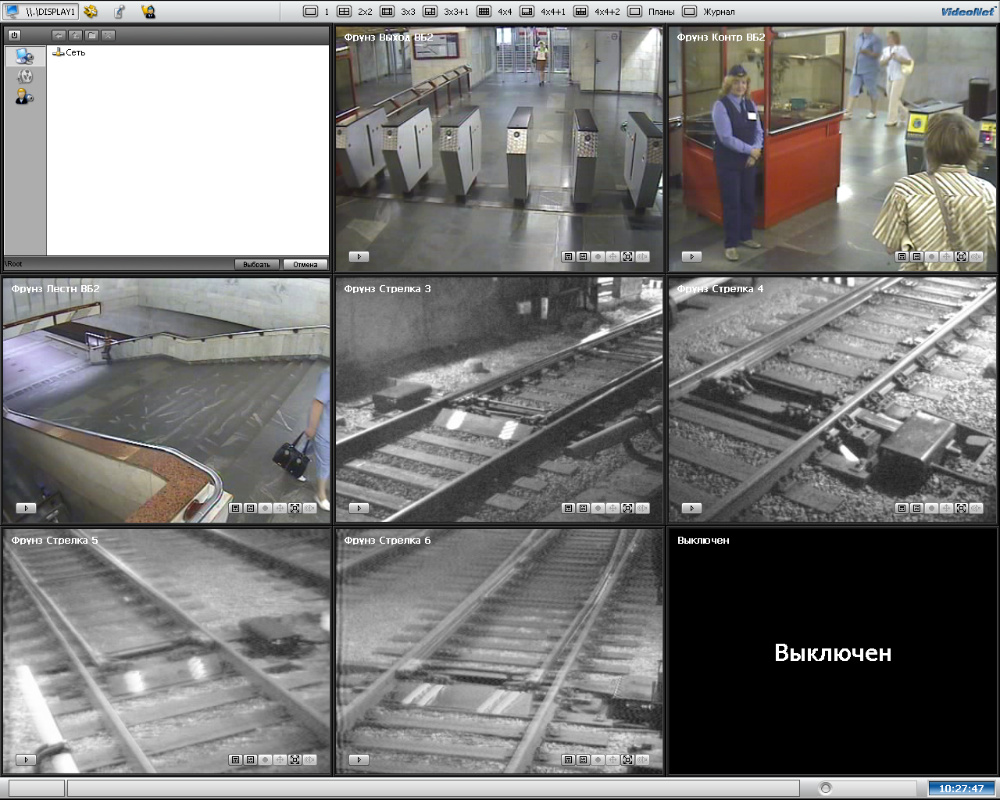 \\.\DISPLAY1
1
2x2
3x3
3x3+1
4x4
4x4+1
4x4+2
Планы
Журнал
VideoNet
Сеть
\Root
Выбрать
Отмена
Фрунз Выход ВБ2
Фрунз Контр ВБ2
Фрунз Лестн ВБ2
Фрунз Стрелка 3
Фрунз Стрелка 4
Фрунз Стрелка 5
Фрунз Стрелка 6
Выключен
Выключен
10:27:47